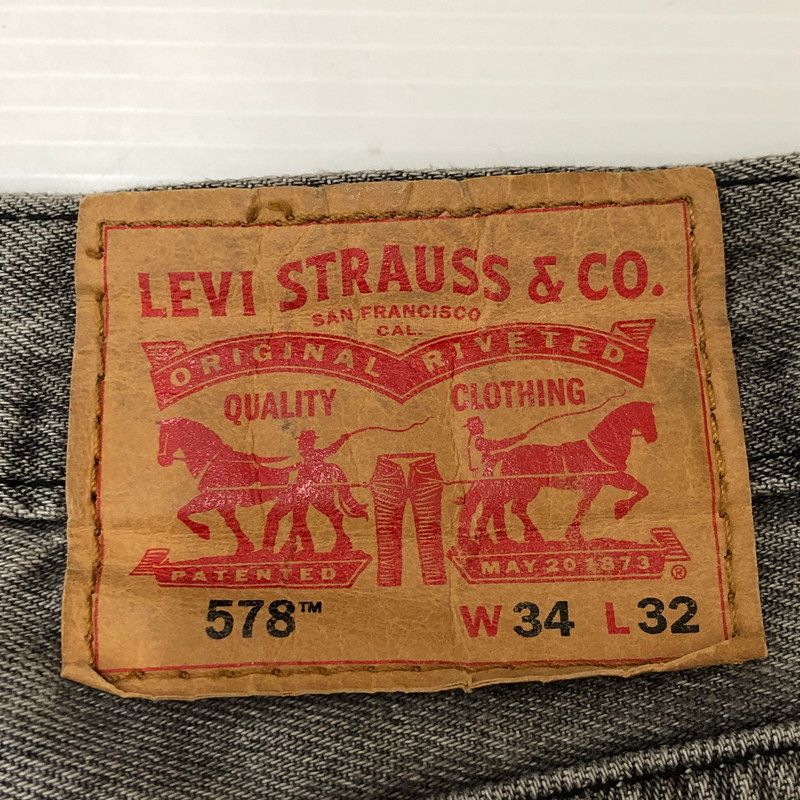 LEVI STRAUSS & CO.
SAN FRANCISCO
CAL.
ORIGINAL RIVETED
QUALITY CLOTHING
PATENTED MAY 20 1873 ®
578™ W 34 L 32